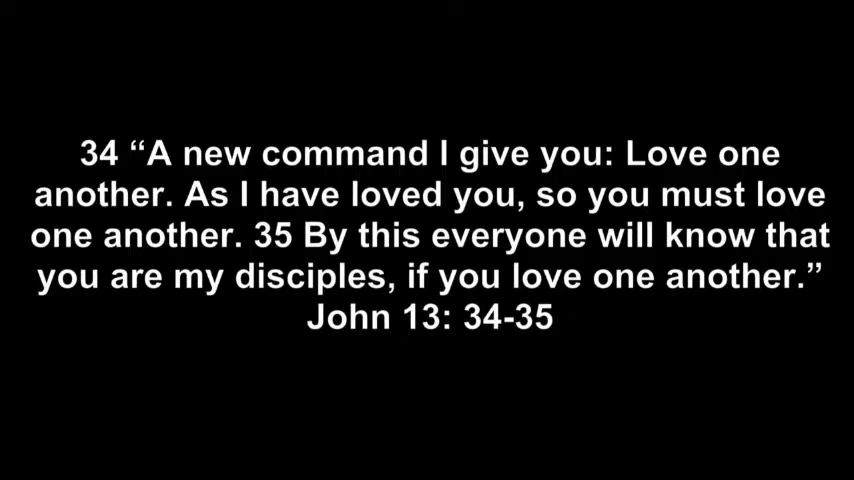 34 “A new command I give you: Love one
another. As I have loved you, so you must love
one another. 35 By this everyone will know that
you are my disciples, if you love one another.”
John 13: 34-35